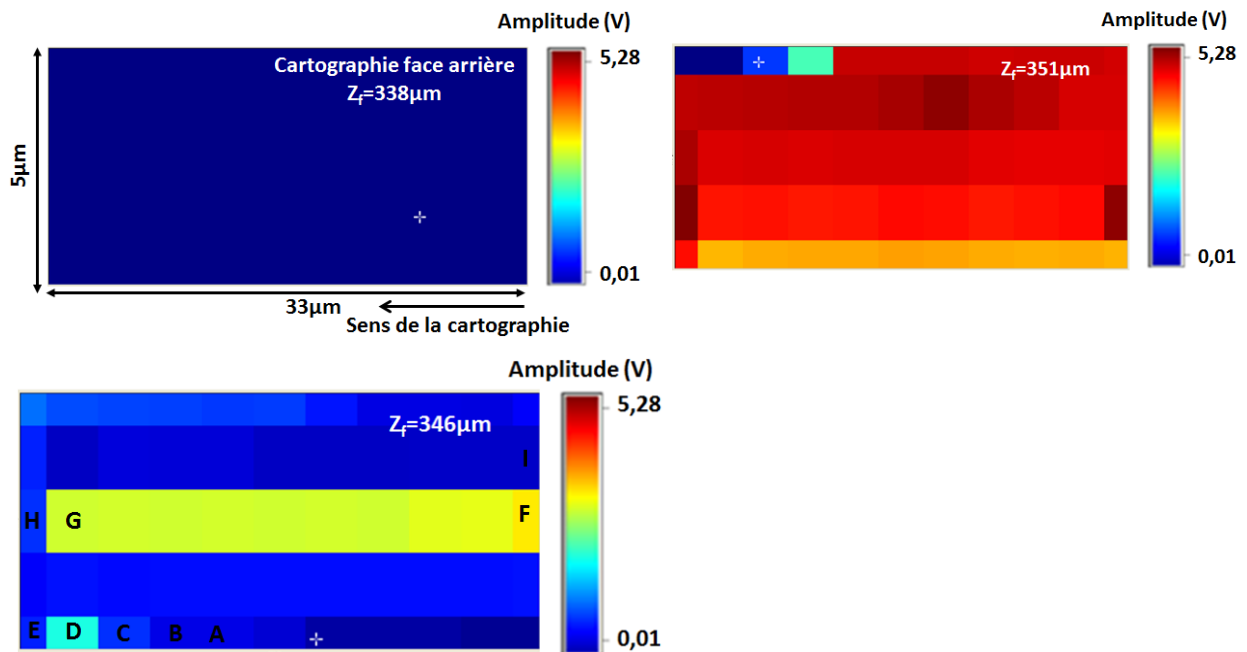 Amplitude (V)
Cartographie face arrière
Zf=338µm
5,28
0,01
5µm
33µm
Sens de la cartographie
Amplitude (V)
Zf=351µm
5,28
0,01
Amplitude (V)
Zf=346µm
5,28
0,01
I
H G F
E D C B A